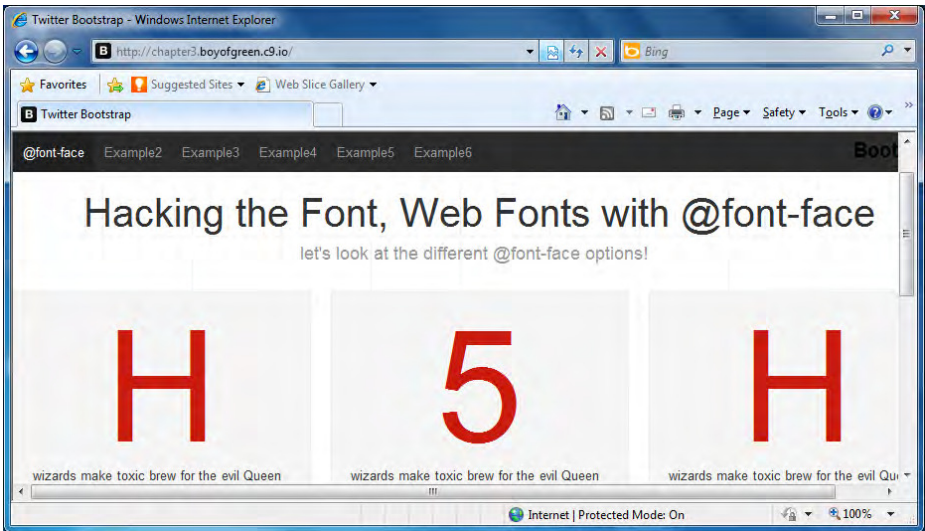 Twitter Bootstrap - Windows Internet Explorer
http://chapter3.boyofgreen.c9.io/
Bing
Favorites Suggested Sites Web Slice Gallery
Twitter Bootstrap
Page Safety Tools
@font-face Example2 Example3 Example4 Example5 Example6 Boot
Hacking the Font, Web Fonts with @font-face
let's look at the different @font-face options!
H 5 H
wizards make toxic brew for the evil Queen wizards make toxic brew for the evil Queen wizards make toxic brew for the evil Qu
Internet | Protected Mode: On 100%